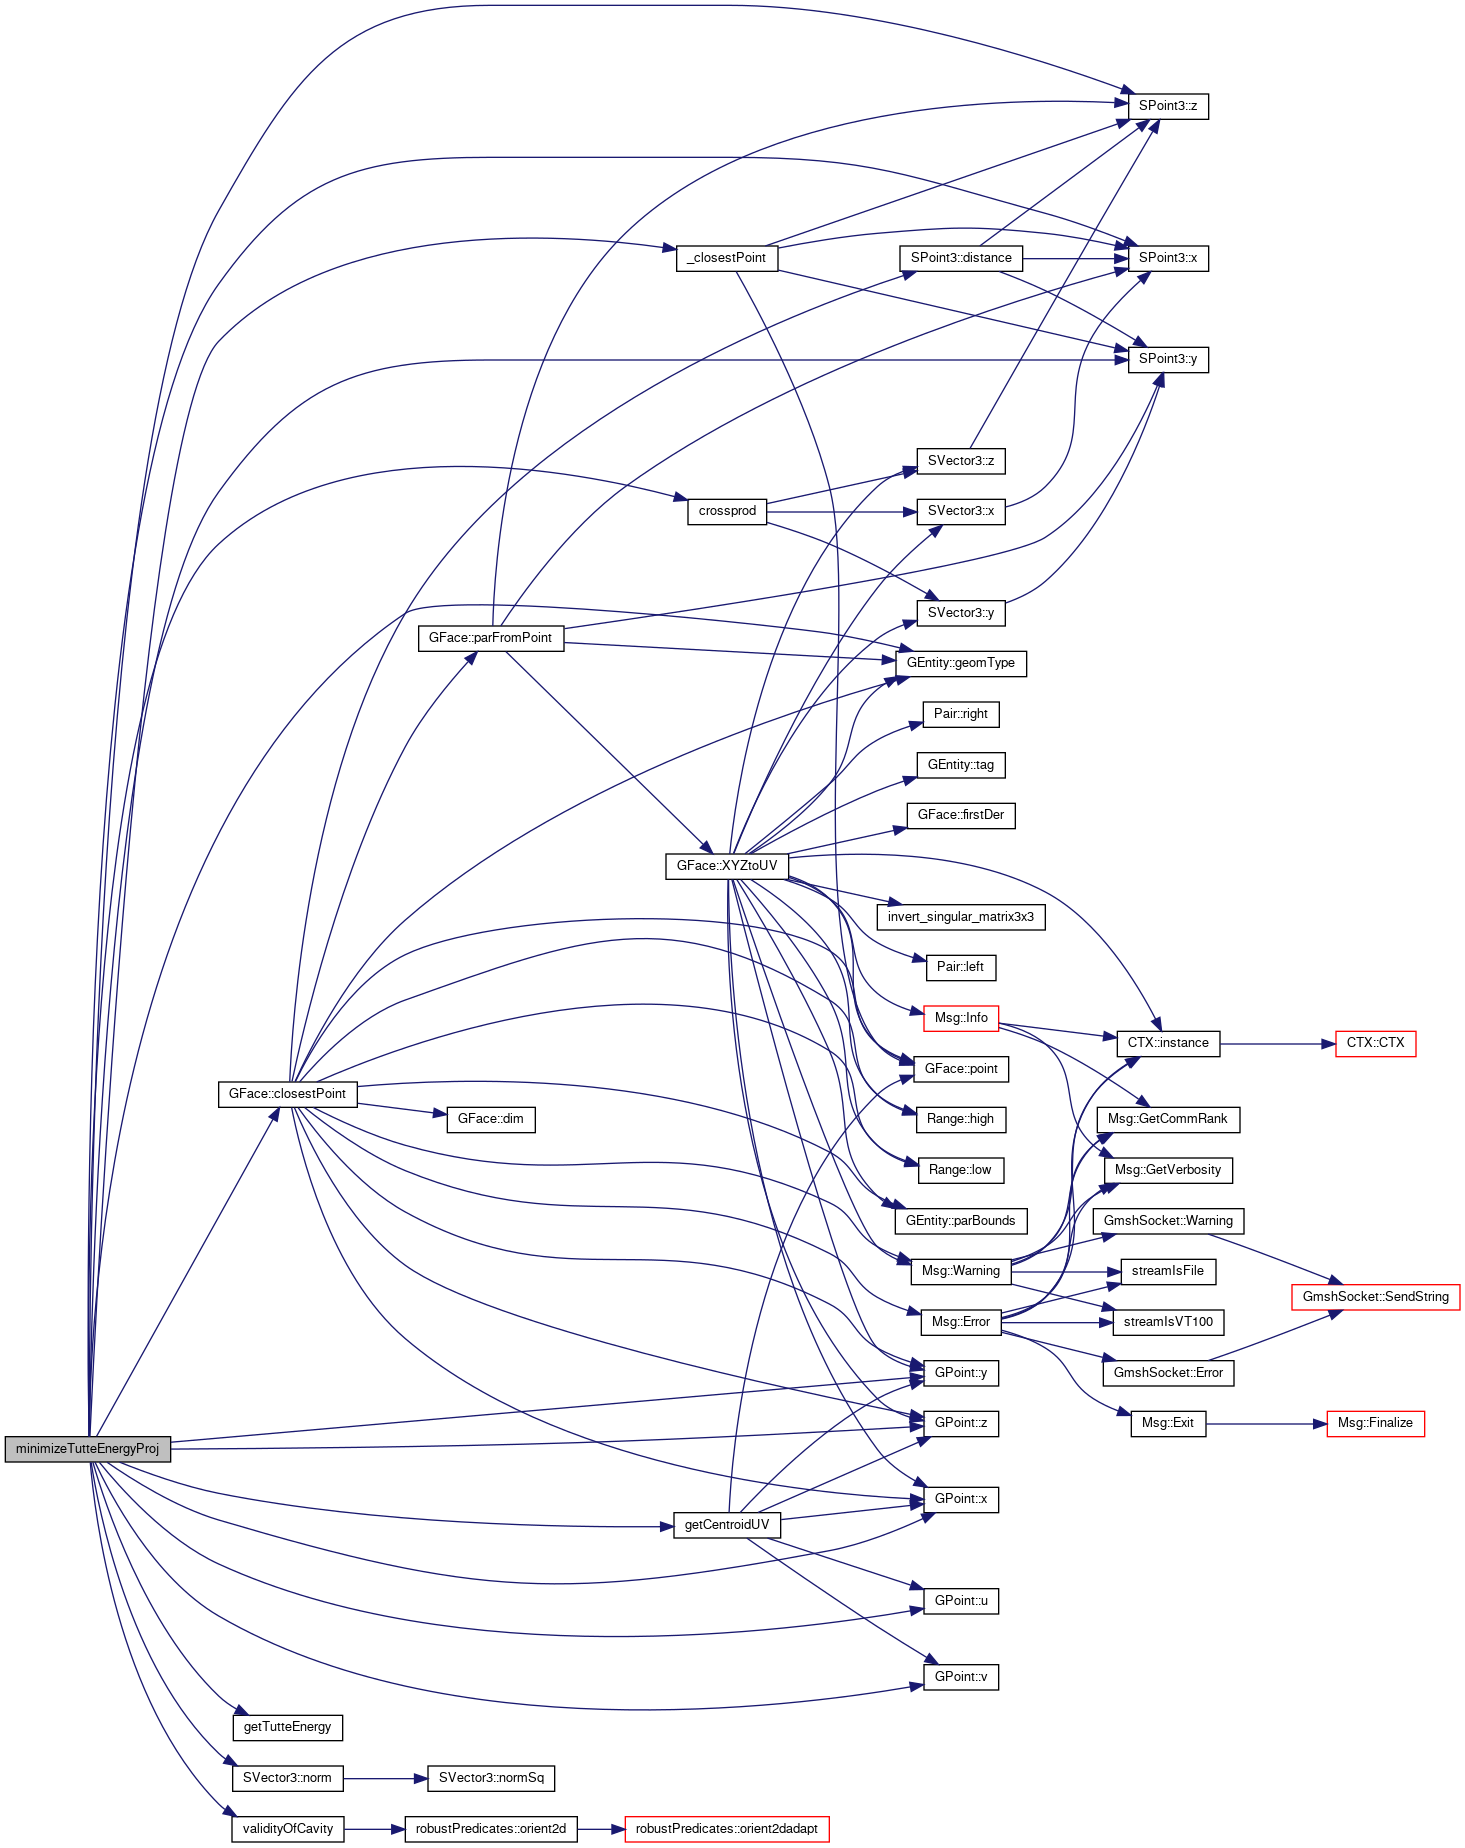 SPoint3::z
_closestPoint
SPoint3::distance
SPoint3::x
SPoint3::y
SVector3::z
crossprod
SVector3::x
SVector3::y
GFace::parFromPoint
GEntity::geomType
Pair::right
GEntity::tag
GFace::firstDer
GFace::XYZtoUV
invert_singular_matrix3x3
Pair::left
Msg::Info
CTX::instance
CTX::CTX
GFace::point
GFace::closestPoint
GFace::dim
Range::high
Msg::GetCommRank
Range::low
Msg::GetVerbosity
GEntity::parBounds
GmshSocket::Warning
Msg::Warning
streamIsFile
GmshSocket::SendString
Msg::Error
streamIsVT100
GPoint::y
GmshSocket::Error
GPoint::z
Msg::Exit
Msg::Finalize
minimizeTutteEnergyProj
GPoint::x
getCentroidUV
GPoint::u
GPoint::v
getTutteEnergy
SVector3::norm
SVector3::normSq
validityOfCavity
robustPredicates::orient2d
robustPredicates::orient2dadapt